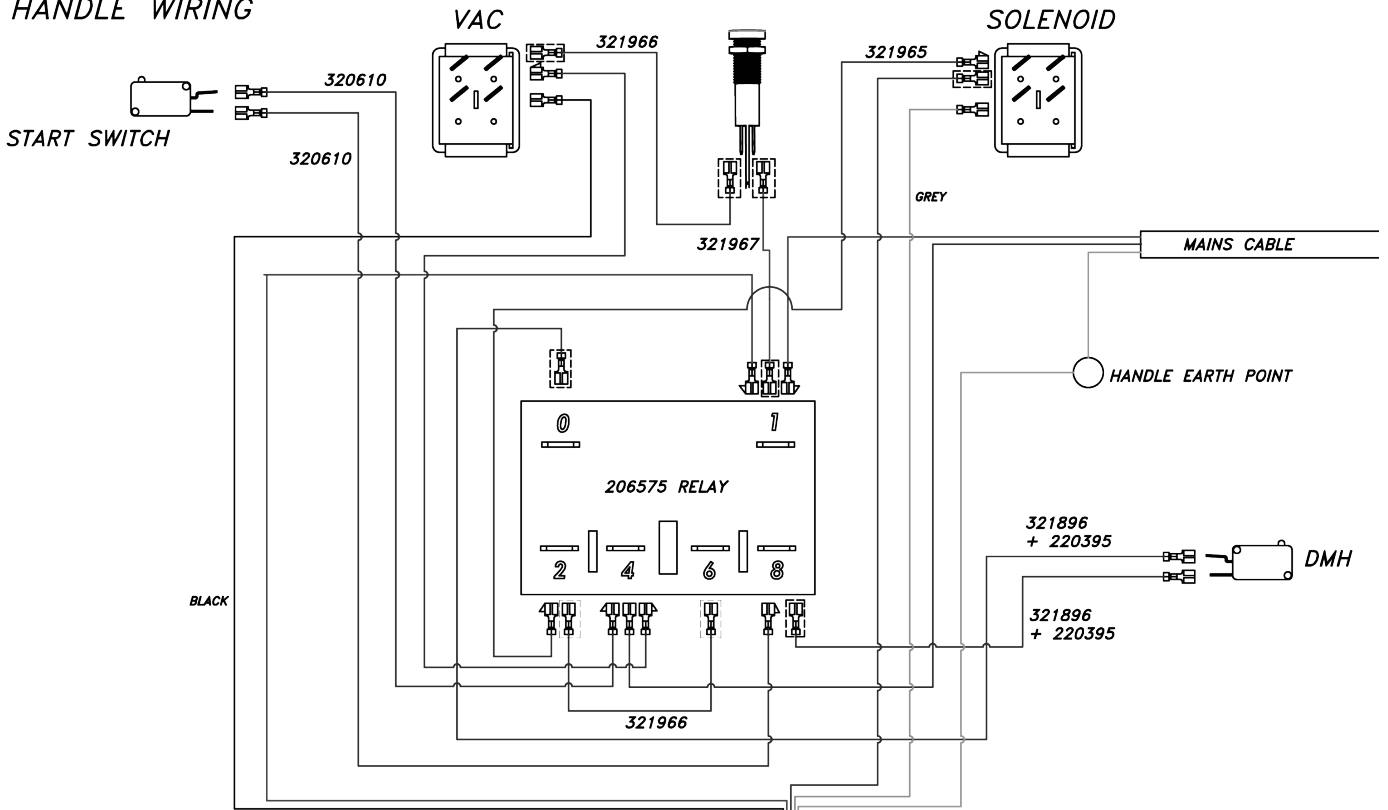 HANDLE WIRING
VAC
SOLENOID
321966
321965
320610
START SWITCH
320610
GREY
321967
MAINS CABLE
HANDLE EARTH POINT
0
1
206575 RELAY
321896
+ 220395
DMH
2
4
6
8
BLACK
321896
+ 220395
321966